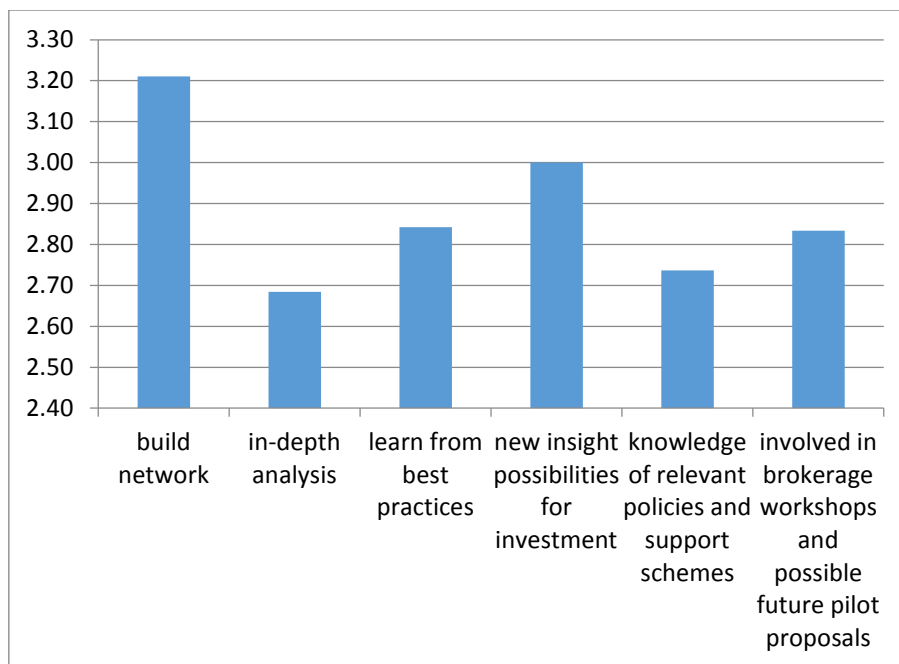 3.30
3.20
3.10
3.00
2.90
2.80
2.70
2.60
2.50
2.40
build
network
in-depth
analysis
learn from
best
practices
new insight
possibilities
for
investment
knowledge
of relevant
policies and
support
schemes
involved in
brokerage
workshops
and
possible
future pilot
proposals